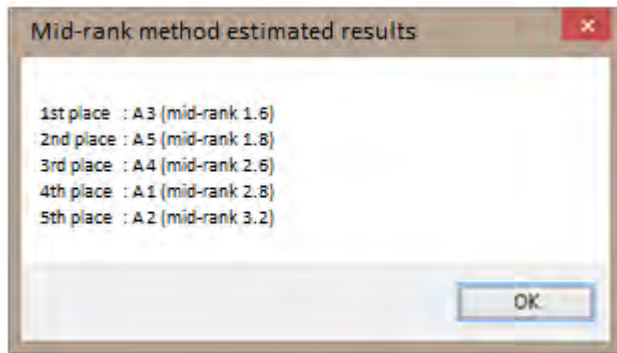 Mid-rank method estimated results
1st place : A3 (mid-rank 1.6)
2nd place : A5 (mid-rank 1.8)
3rd place : A4 (mid-rank 2.6)
4th place : A1 (mid-rank 2.8)
5th place : A2 (mid-rank 3.2)
OK